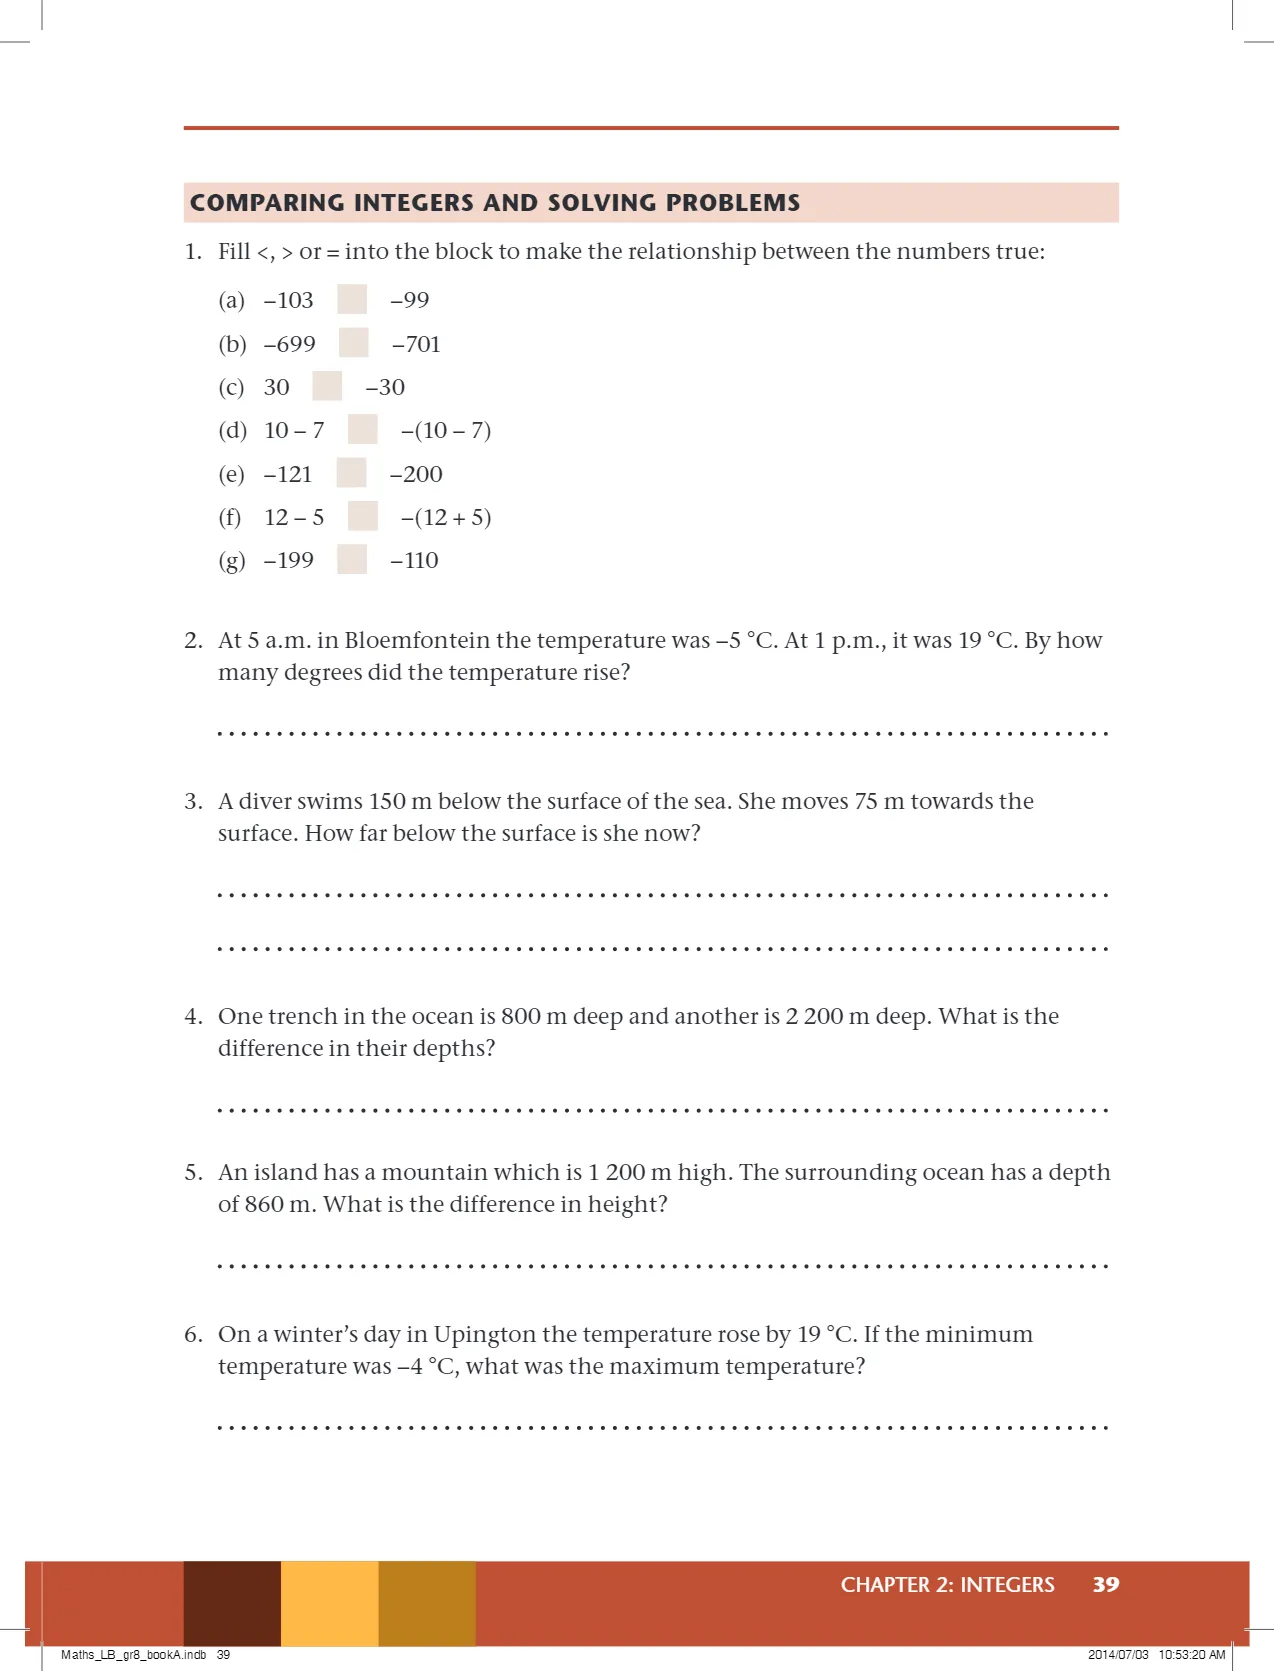 COMPARING INTEGERS AND SOLVING PROBLEMS
1. Fill <, > or = into the block to make the relationship between the numbers true:
(a) –103 –99
(b) –699 –701
(c) 30 –30
(d) 10 – 7 –(10 – 7)
(e) –121 –200
(f) 12 – 5 –(12 + 5)
(g) –199 –110
2. At 5 a.m. in Bloemfontein the temperature was –5 °C. At 1 p.m., it was 19 °C. By how
many degrees did the temperature rise?
3. A diver swims 150 m below the surface of the sea. She moves 75 m towards the
surface. How far below the surface is she now?
4. One trench in the ocean is 800 m deep and another is 2 200 m deep. What is the
difference in their depths?
5. An island has a mountain which is 1 200 m high. The surrounding ocean has a depth
of 860 m. What is the difference in height?
6. On a winter’s day in Upington the temperature rose by 19 °C. If the minimum
temperature was –4 °C, what was the maximum temperature?
CHAPTER 2: INTEGERS 39
Maths_LB_gr8_bookA.indb 39 2014/07/03 10:53:20 AM